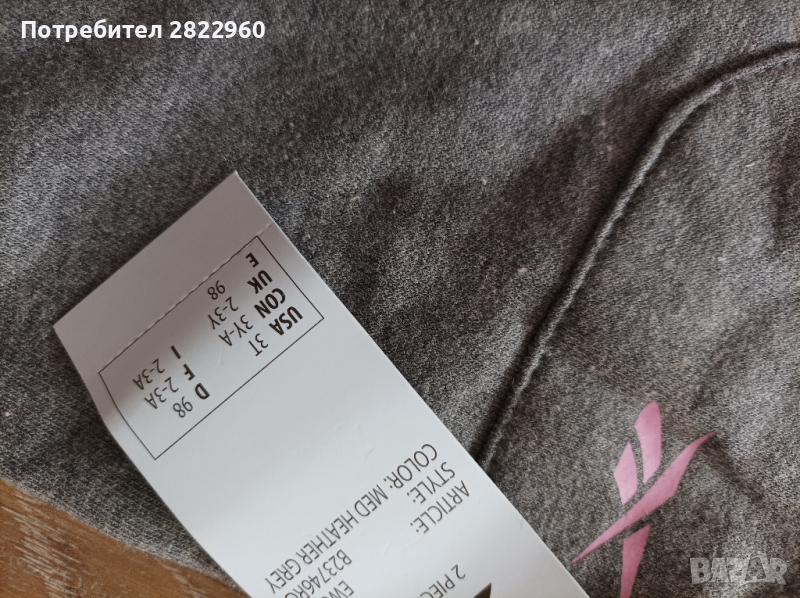 Потребител 2822960
USA 3T
CON 3Y-A
UK 2-3Y
E 98
D 98
F 2-3A
I 2-3A
ARTICLE: 2 PIEC
STYLE: EW
COLOR: MED HEATHER GREY
BAZAR